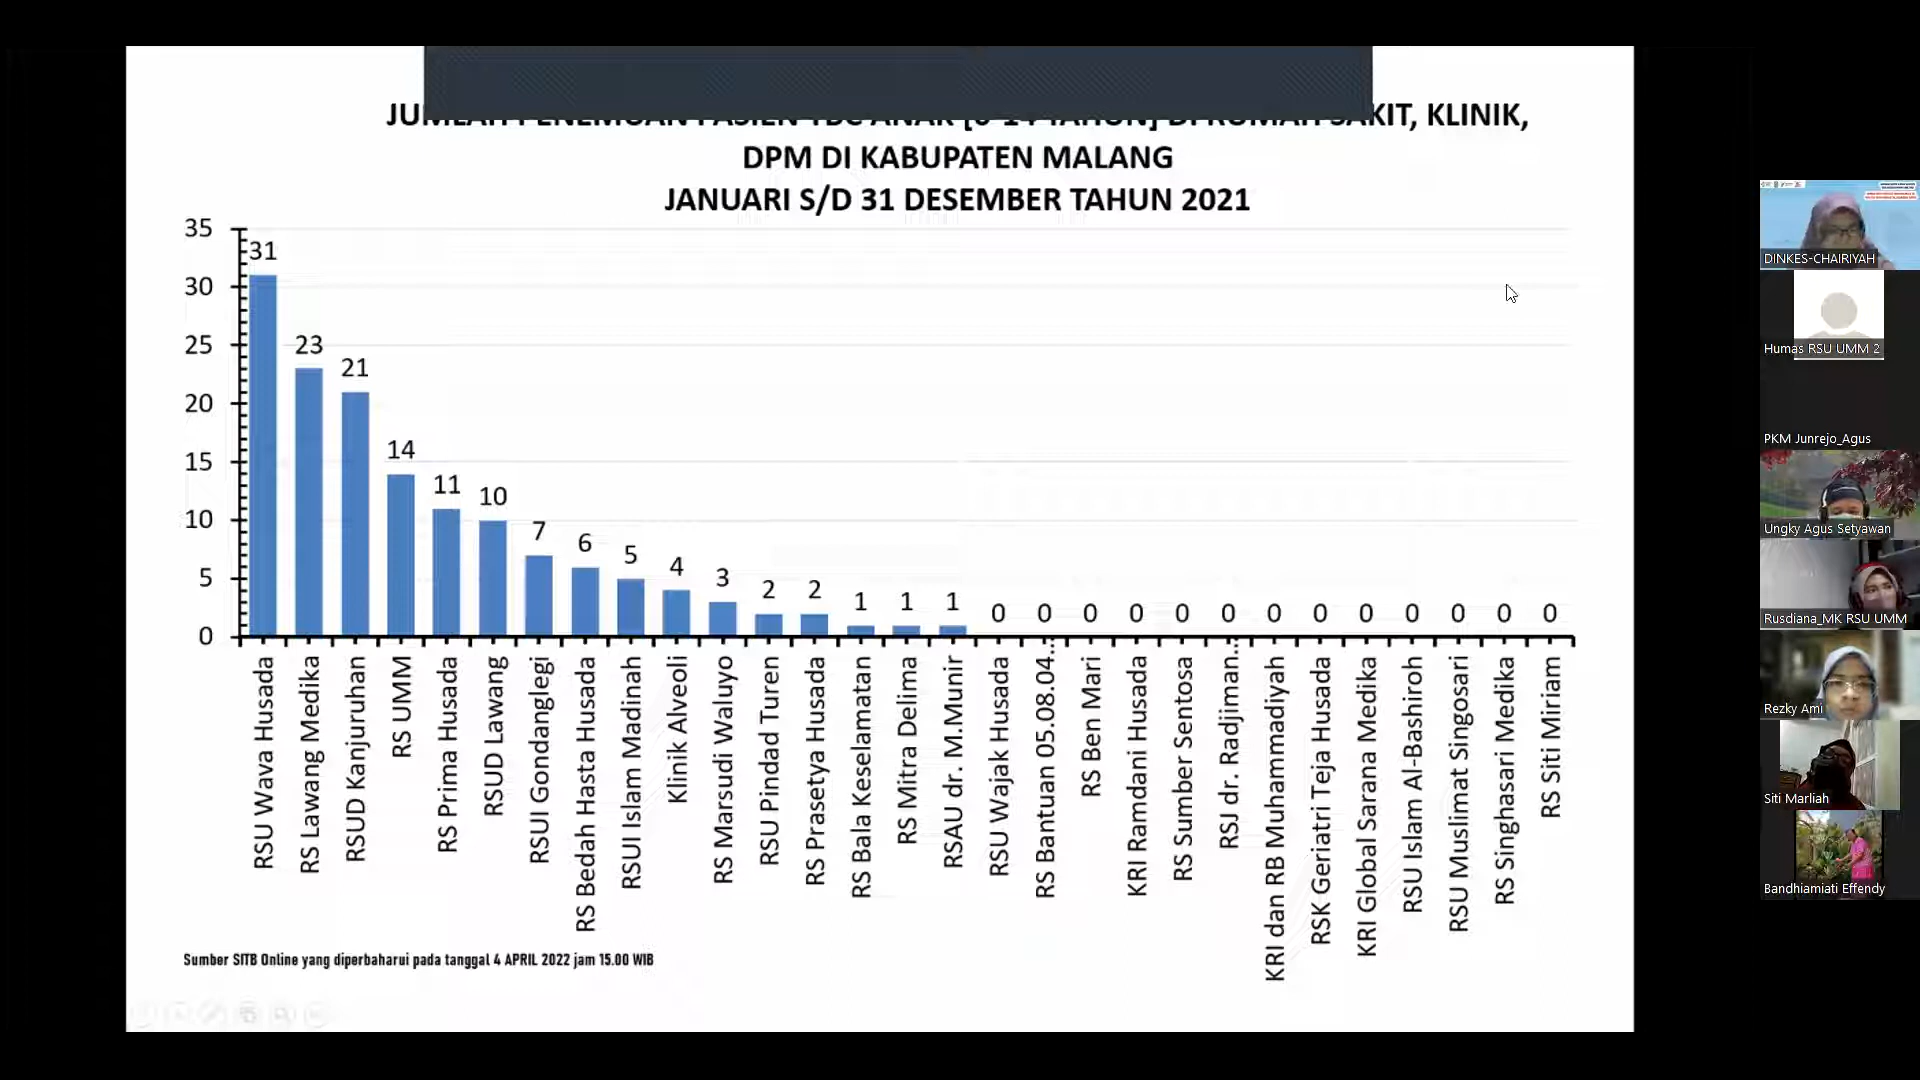 JUMLAH PENEMUAN PASIEN TBC ANAK [0-14 TAHUN] DI RUMAH SAKIT, KLINIK,
DPM DI KABUPATEN MALANG
JANUARI S/D 31 DESEMBER TAHUN 2021
35
30
25
20
15
10
5
0
31
23
21
14
11
10
7
6
5
4
3
2
2
1
1
1
0
0
0
0
0
0
0
0
0
0
0
0
0
RSU Wava Husada
RS Lawang Medika
RSUD Kanjuruhan
RS UMM
RS Prima Husada
RSUD Lawang
RSUI Gondanglegi
RS Bedah Hasta Husada
RSUI Islam Madinah
Klinik Alveoli
RS Marsudi Waluyo
RSU Pindad Turen
RS Prasetya Husada
RS Bala Keselamatan
RS Mitra Delima
RSAU dr. M.Munir
RSU Wajak Husada
RS Bantuan 05.08.04...
RS Ben Mari
KRI Ramdani Husada
RS Sumber Sentosa
RSJ dr. Radjiman...
KRI dan RB Muhammadiyah
RSK Geriatri Teja Husada
KRI Global Sarana Medika
RSU Islam Al-Bashiroh
RSU Muslimat Singosari
RS Singhasari Medika
RS Siti Miriam
Sumber SITB Online yang diperbaharui pada tanggal 4 APRIL 2022 jam 15.00 WIB
DINKES-CHAIRIYAH
Humas RSU UMM 2
PKM Junrejo_Agus
Ungky Agus Setyawan
Rusdiana_MK RSU UMM
Rezky Ami
Siti Marliah
Bandhiamiati Effendy